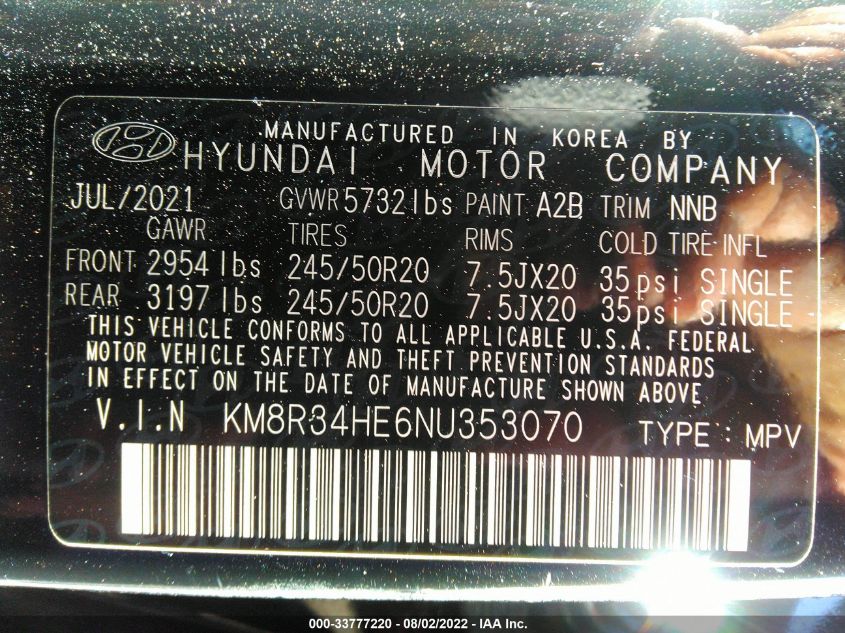 MANUFACTURED IN KOREA BY
HYUNDAI MOTOR COMPANY
JUL/2021 GVWR 5732 lbs PAINT A2B TRIM NNB
GAWR TIRES RIMS COLD TIRE INFL
FRONT 2954 lbs 245/50R20 7.5JX20 35psi SINGLE
REAR 3197 lbs 245/50R20 7.5JX20 35psi SINGLE
THIS VEHICLE CONFORMS TO ALL APPLICABLE U.S.A. FEDERAL
MOTOR VEHICLE SAFETY AND THEFT PREVENTION STANDARDS
IN EFFECT ON THE DATE OF MANUFACTURE SHOWN ABOVE
V.I.N KM8R34HE6NU353070 TYPE : MPV
000-33777220 - 08/02/2022 - IAA Inc.